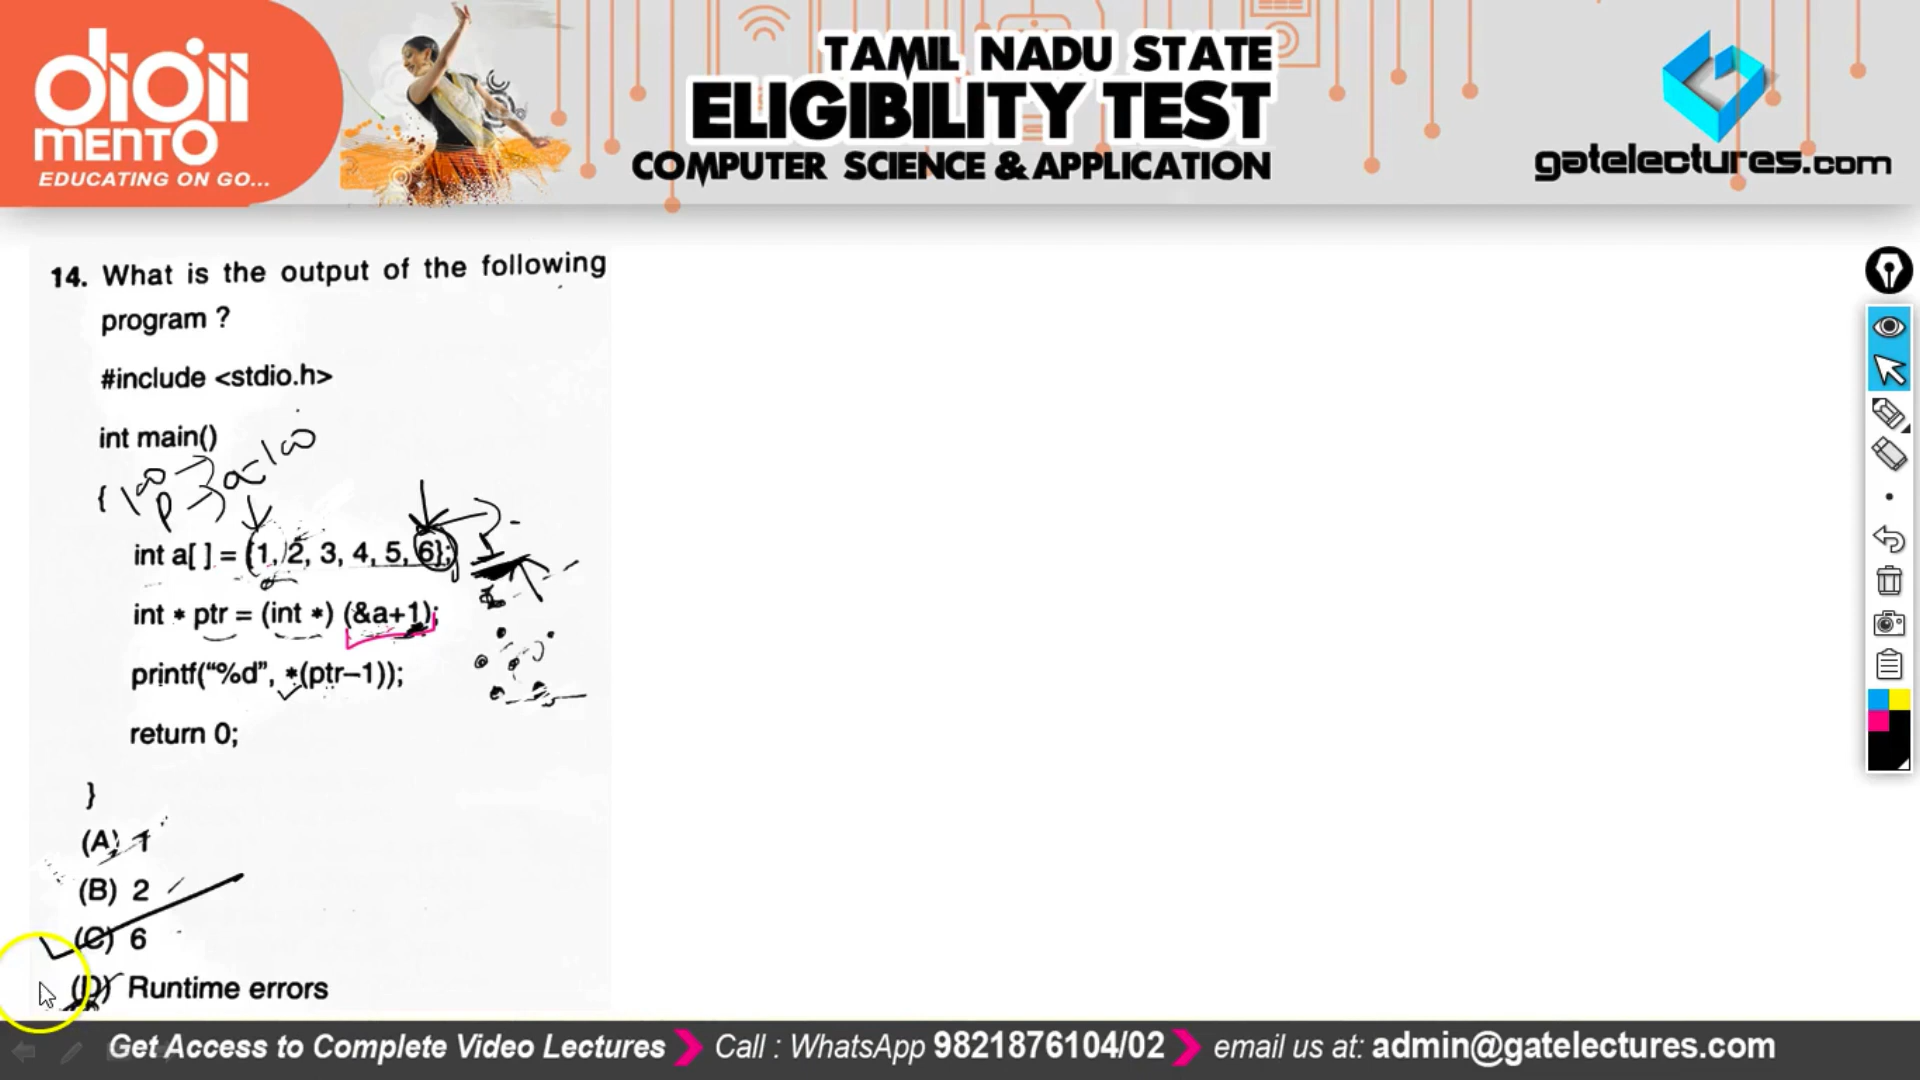 digii
MENTO
EDUCATING ON GO...
TAMIL NADU STATE
ELIGIBILITY TEST
COMPUTER SCIENCE & APPLICATION
gatelectures.com
14. What is the output of the following
program ?
#include <stdio.h>
int main()
{
int a[ ] = {1, 2, 3, 4, 5, 6};
int * ptr = (int *) (&a+1);
printf("%d", *(ptr–1));
return 0;
}
(A) 1
(B) 2
(C) 6
(D) Runtime errors
Get Access to Complete Video Lectures Call : WhatsApp 9821876104/02 email us at: admin@gatelectures.com